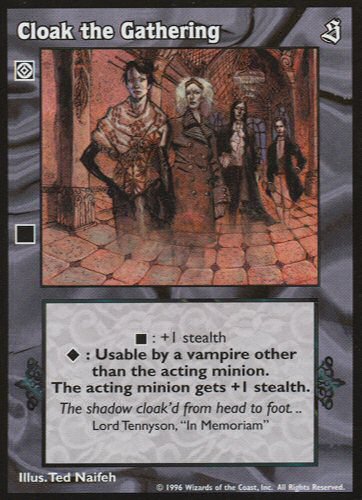 Cloak the Gathering
: +1 stealth
: Usable by a vampire other
than the acting minion.
The acting minion gets +1 stealth.
The shadow cloak'd from head to foot...
Lord Tennyson, "In Memoriam"
Illus. Ted Naifeh
© 1996 Wizards of the Coast, Inc. All Rights Reserved.